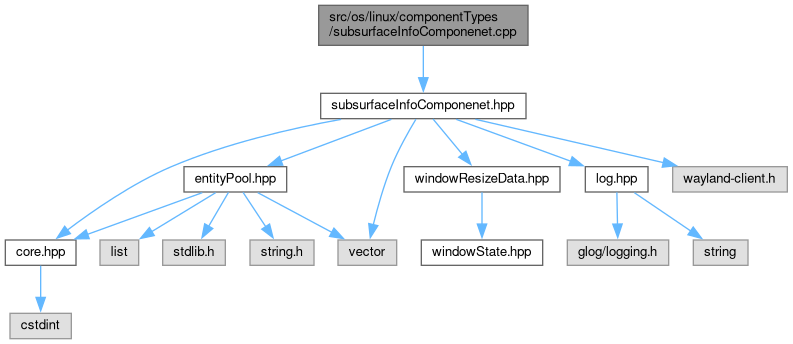 src/os/linux/componentTypes
/subsurfaceInfoComponenet.cpp
subsurfaceInfoComponenet.hpp
entityPool.hpp
windowResizeData.hpp
log.hpp
wayland-client.h
core.hpp
list
stdlib.h
string.h
vector
windowState.hpp
glog/logging.h
string
cstdint